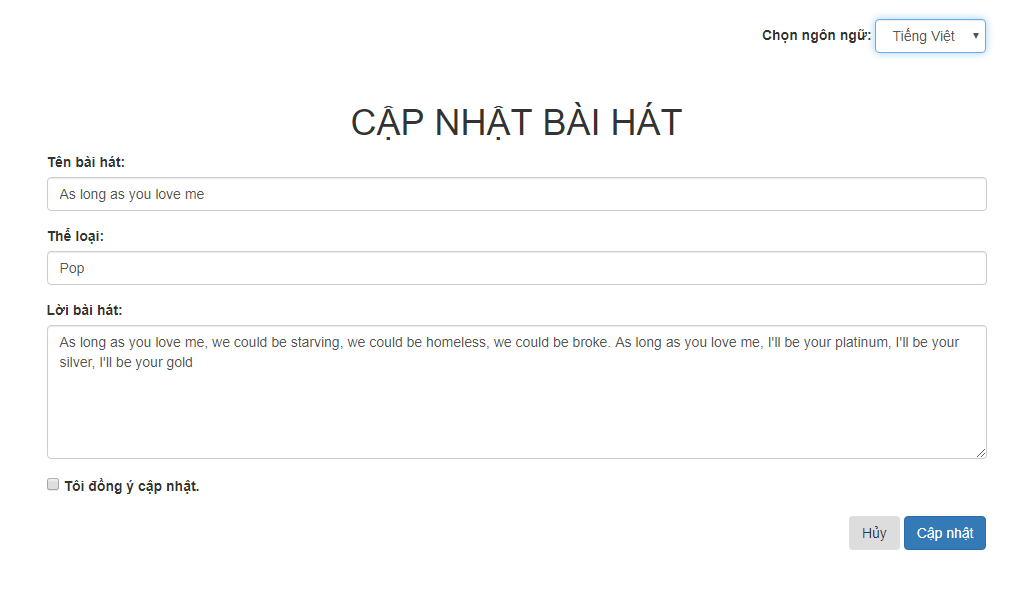 Chọn ngôn ngữ: Tiếng Việt
CẬP NHẬT BÀI HÁT
Tên bài hát:
As long as you love me
Thể loại:
Pop
Lời bài hát:
As long as you love me, we could be starving, we could be homeless, we could be broke. As long as you love me, I'll be your platinum, I'll be your
silver, I'll be your gold
Tôi đồng ý cập nhật.
Hủy Cập nhật